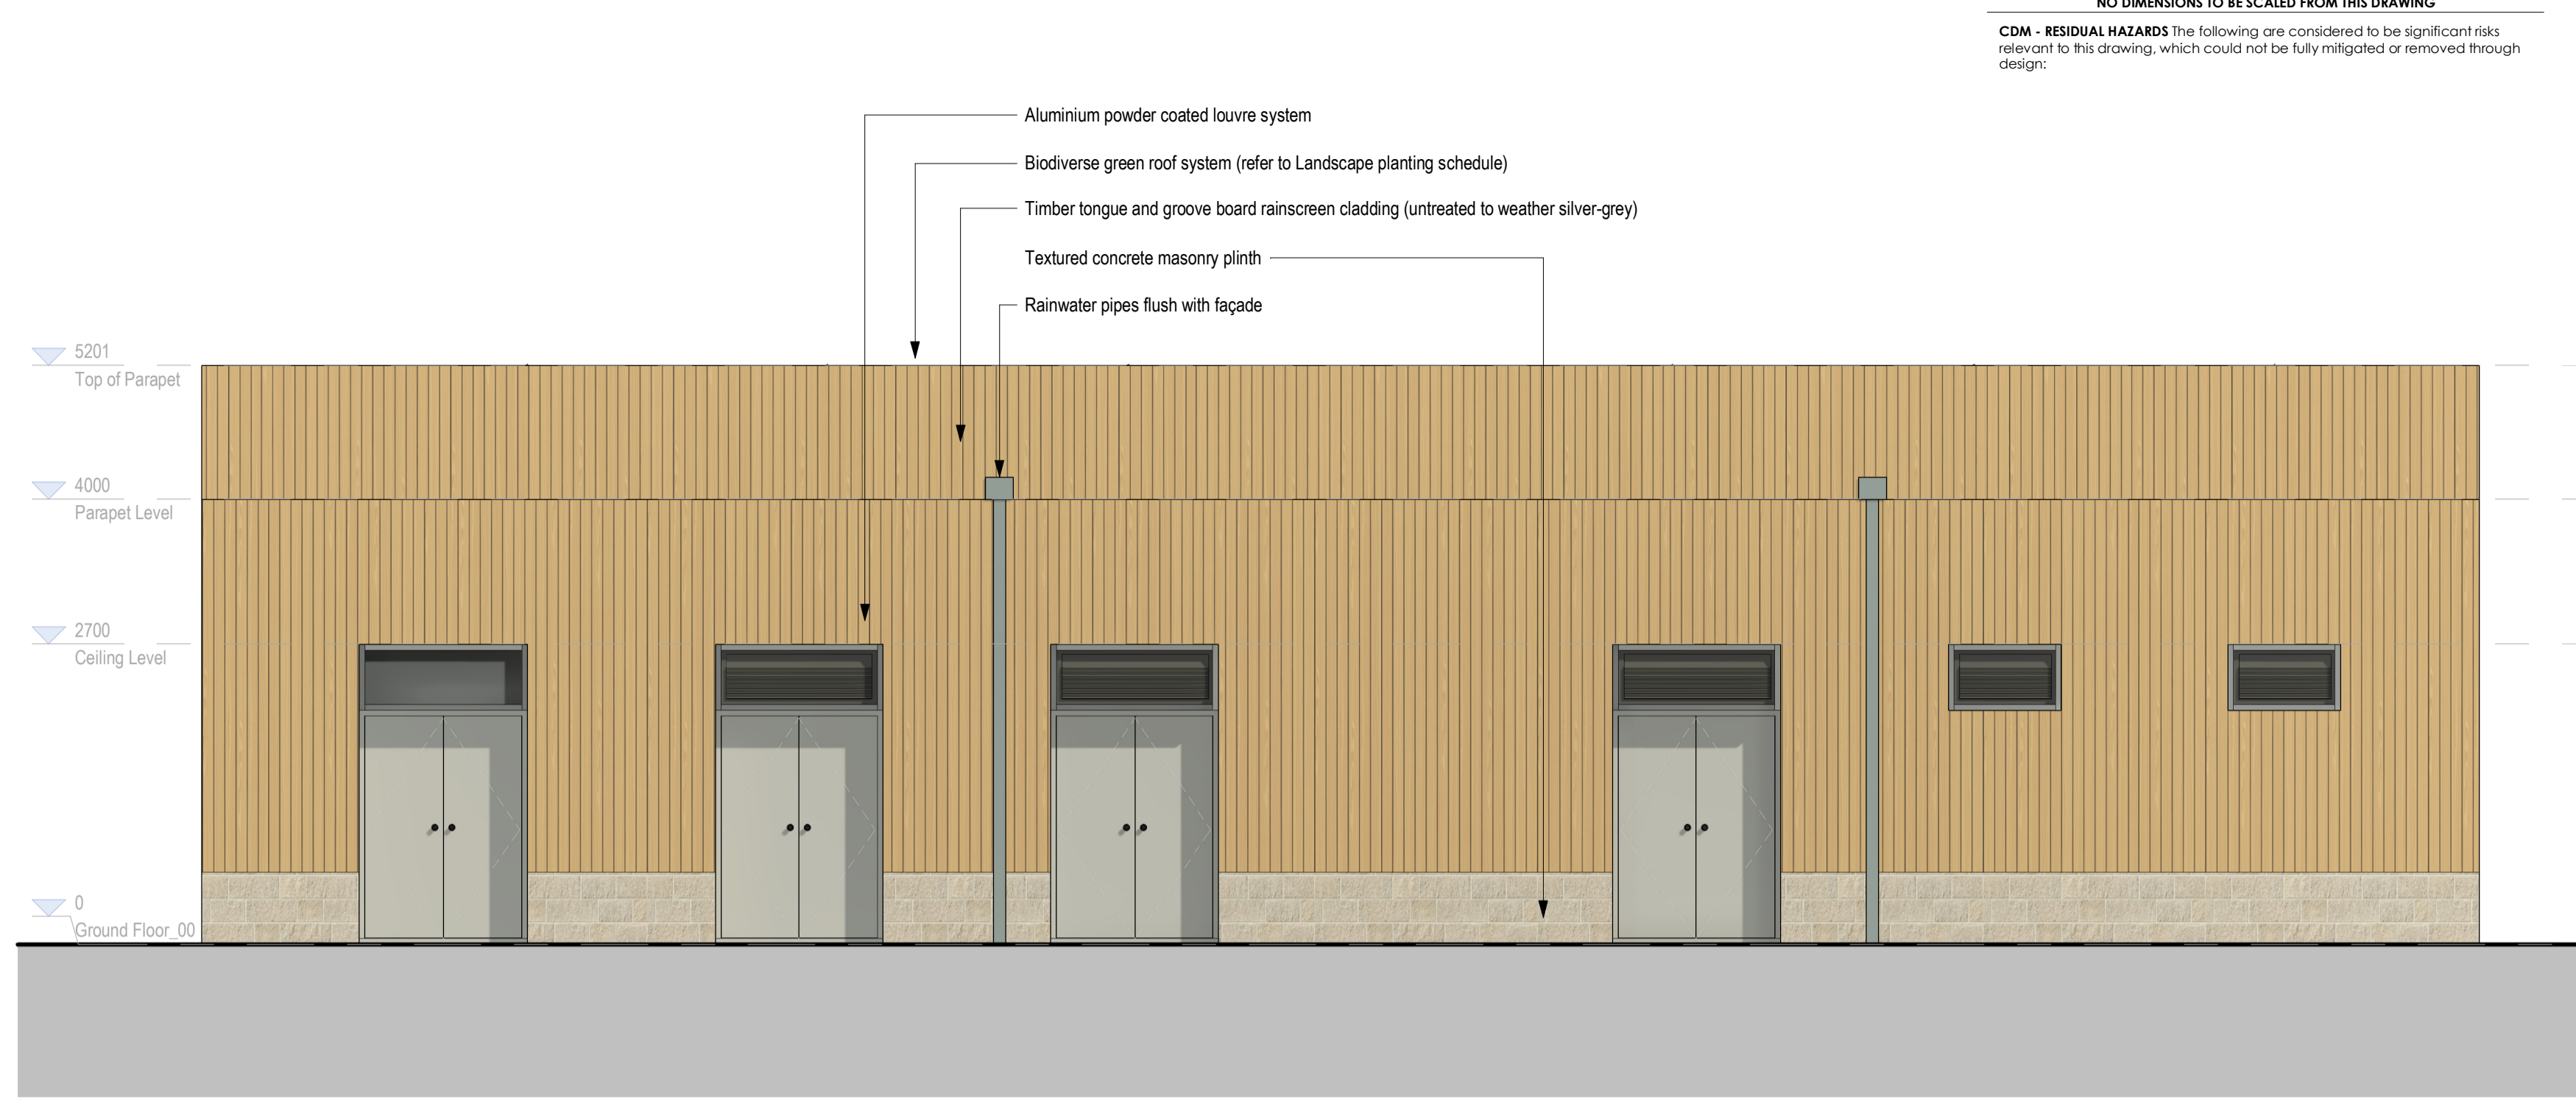 NO DIMENSIONS TO BE SCALED FROM THIS DRAWING
CDM - RESIDUAL HAZARDS The following are considered to be significant risks
relevant to this drawing, which could not be fully mitigated or removed through
design:
Aluminium powder coated louvre system
Biodiverse green roof system (refer to Landscape planting schedule)
Timber tongue and groove board rainscreen cladding (untreated to weather silver-grey)
Textured concrete masonry plinth
Rainwater pipes flush with façade
5201
Top of Parapet
4000
Parapet Level
2700
Ceiling Level
0
Ground Floor_00